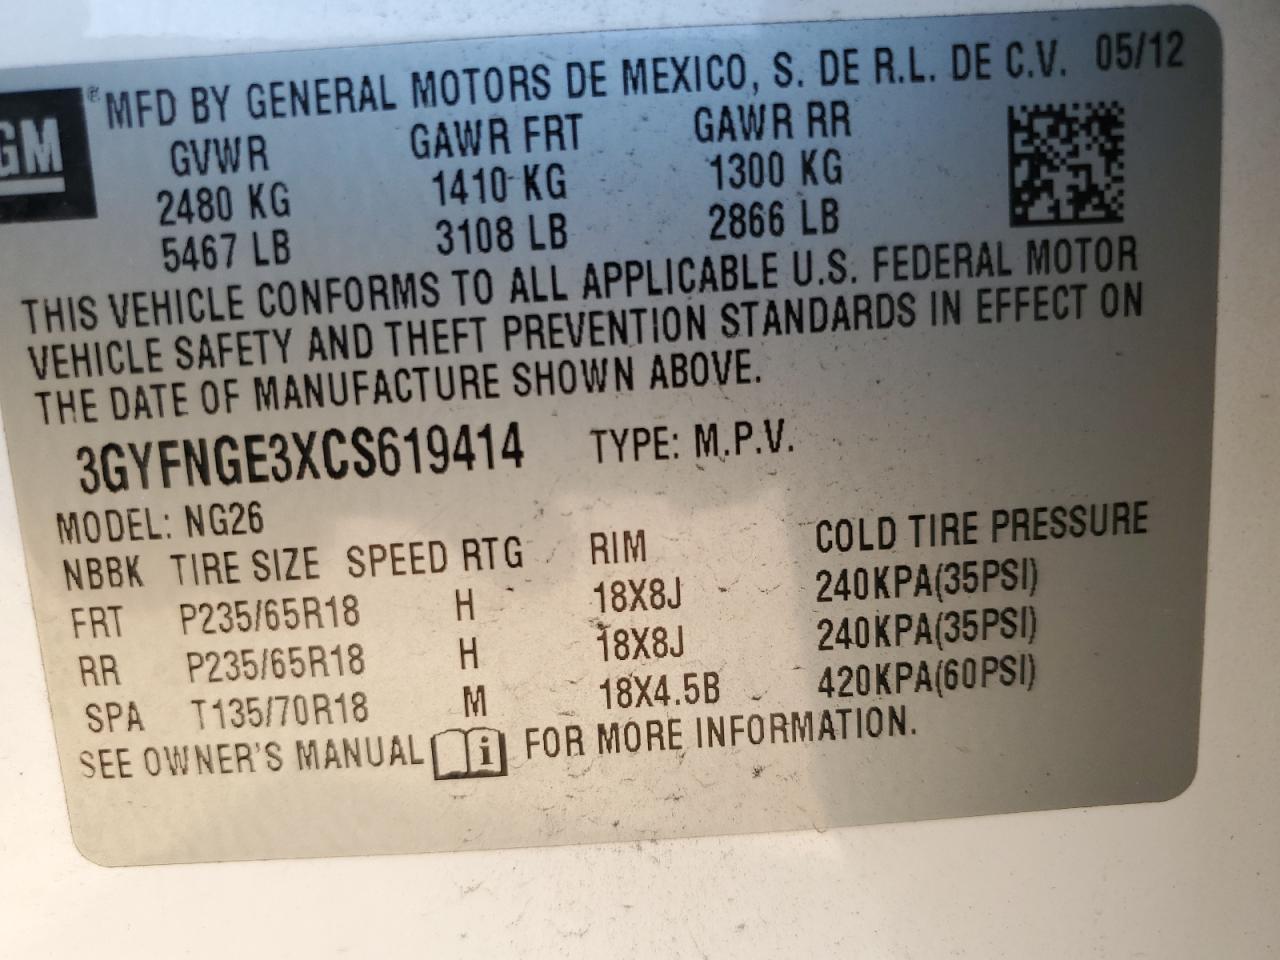 GM ® MFD BY GENERAL MOTORS DE MEXICO, S. DE R.L. DE C.V. 05/12
GVWR GAWR FRT GAWR RR
2480 KG 1410 KG 1300 KG
5467 LB 3108 LB 2866 LB
THIS VEHICLE CONFORMS TO ALL APPLICABLE U.S. FEDERAL MOTOR
VEHICLE SAFETY AND THEFT PREVENTION STANDARDS IN EFFECT ON
THE DATE OF MANUFACTURE SHOWN ABOVE.
3GYFNGE3XCS619414 TYPE: M.P.V.
MODEL: NG26
NBBK TIRE SIZE SPEED RTG RIM COLD TIRE PRESSURE
FRT P235/65R18 H 18X8J 240KPA(35PSI)
RR P235/65R18 H 18X8J 240KPA(35PSI)
SPA T135/70R18 M 18X4.5B 420KPA(60PSI)
SEE OWNER'S MANUAL i FOR MORE INFORMATION.